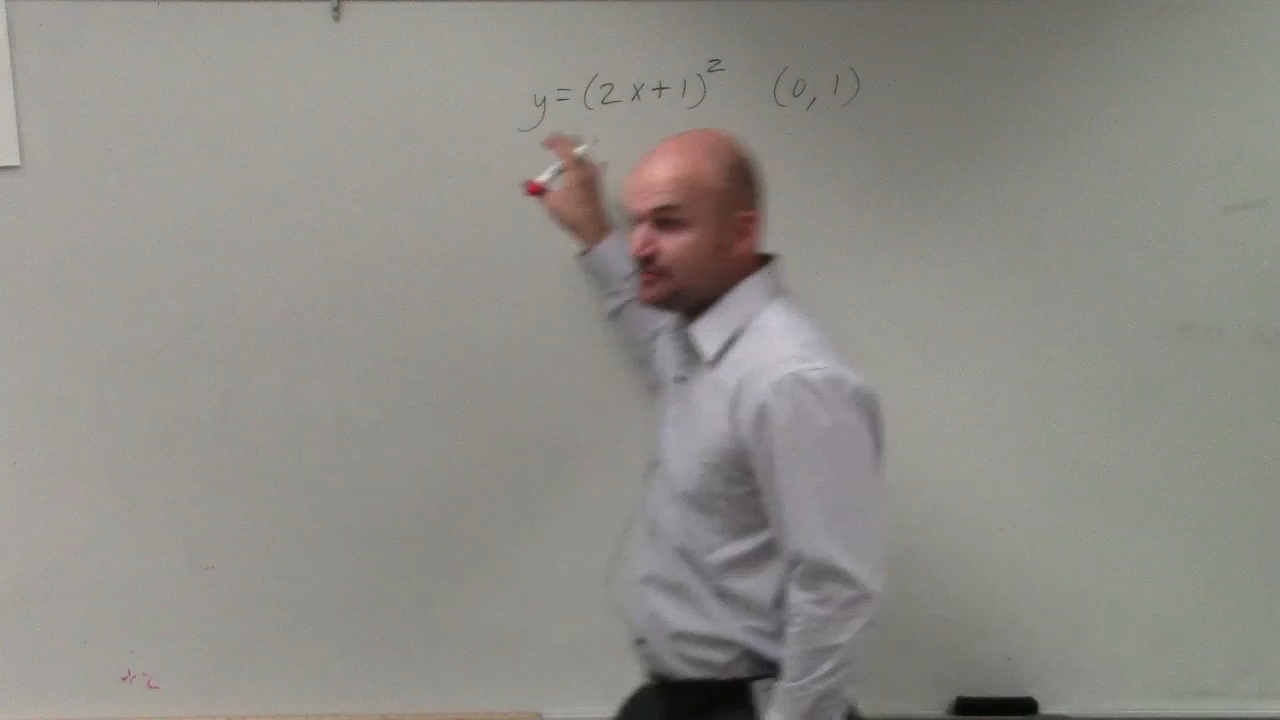 y = (2x+1)² (0, 1)